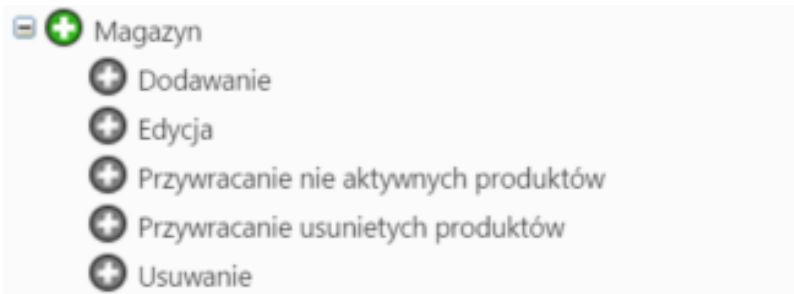 Magazyn
Dodawanie
Edycja
Przywracanie nie aktywnych produktów
Przywracanie usunietych produktów
Usuwanie